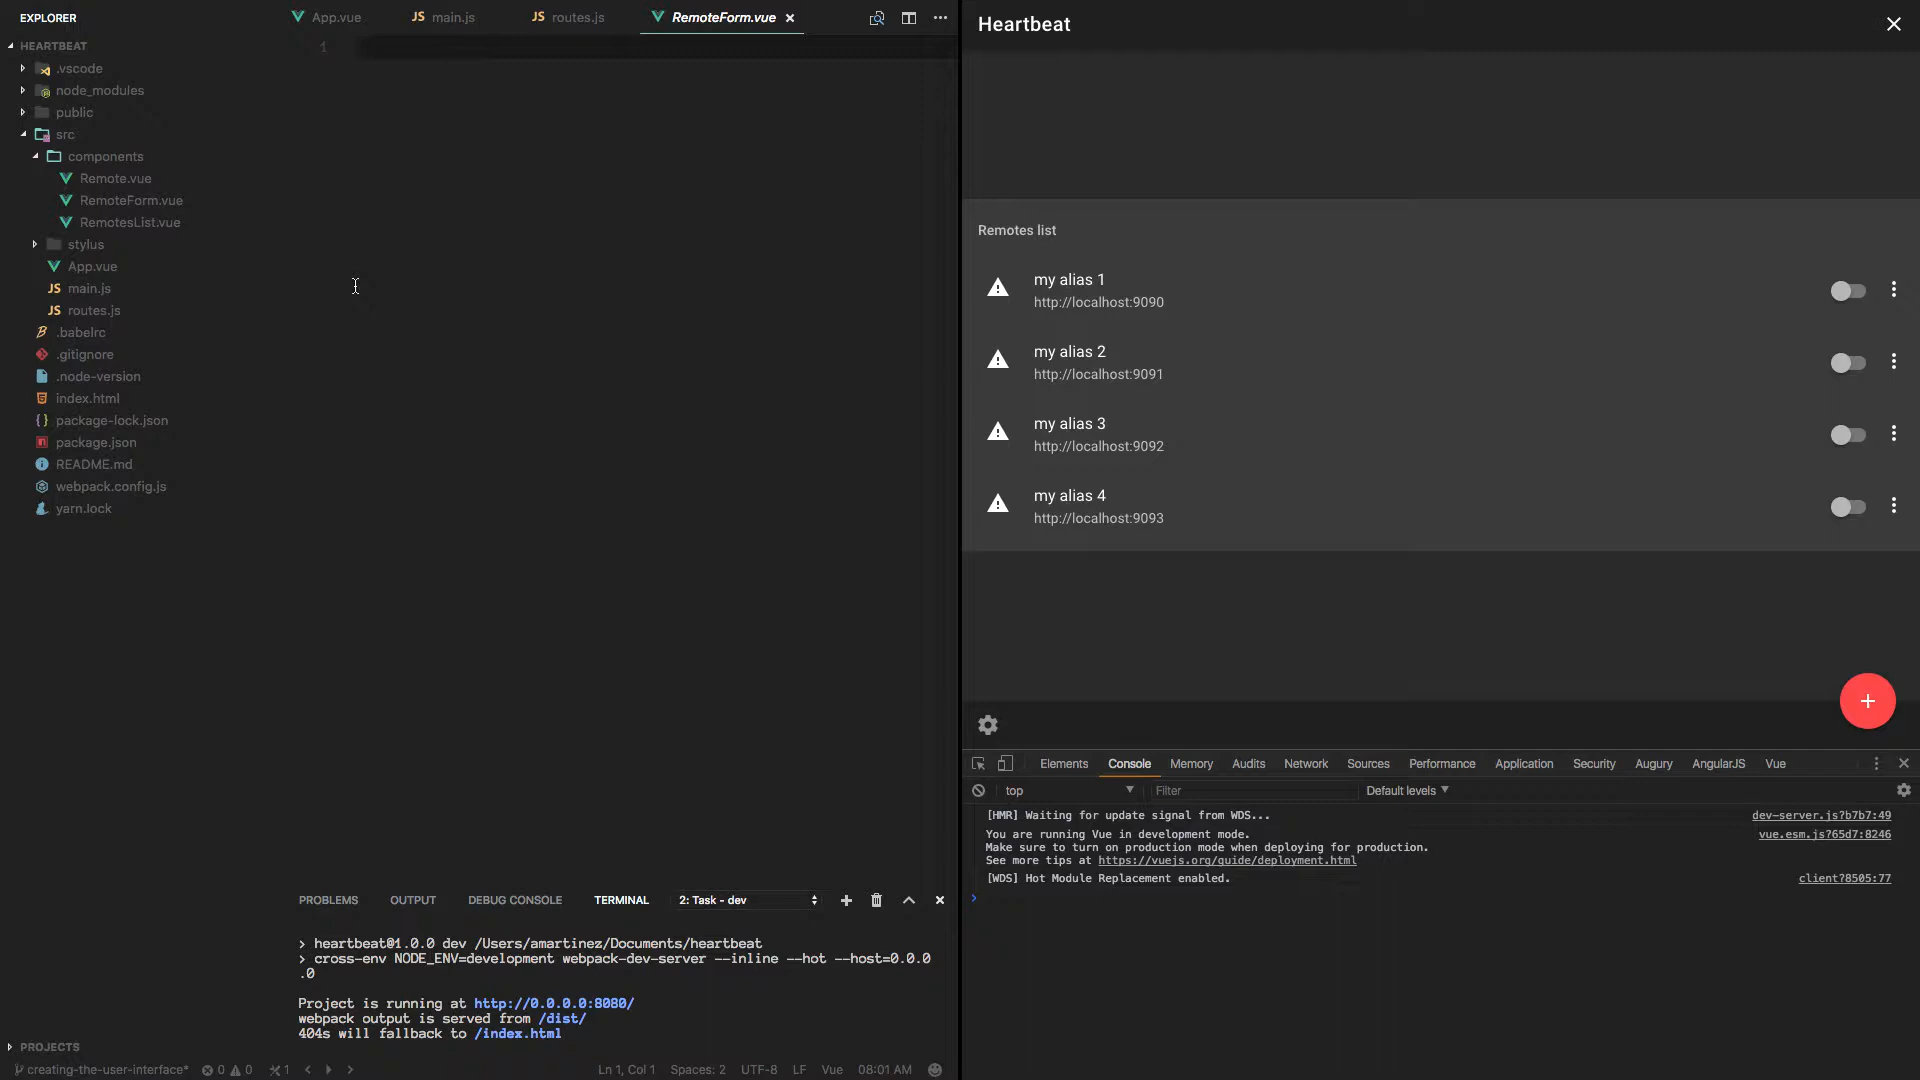 EXPLORER
HEARTBEAT
.vscode
node_modules
public
src
components
Remote.vue
RemoteForm.vue
RemotesList.vue
stylus
App.vue
main.js
routes.js
.babelrc
.gitignore
.node-version
index.html
package-lock.json
package.json
README.md
webpack.config.js
yarn.lock
PROJECTS
App.vue
JS main.js
JS routes.js
RemoteForm.vue
1
PROBLEMS OUTPUT DEBUG CONSOLE TERMINAL 2: Task - dev
> heartbeat@1.0.0 dev /Users/amartinez/Documents/heartbeat
> cross-env NODE_ENV=development webpack-dev-server --inline --hot --host=0.0.0
.0
Project is running at http://0.0.0.0:8080/
webpack output is served from /dist/
404s will fallback to /index.html
creating-the-user-interface* 0 0 1 Ln 1, Col 1 Spaces: 2 UTF-8 LF Vue 08:01 AM
Heartbeat
Remotes list
my alias 1
http://localhost:9090
my alias 2
http://localhost:9091
my alias 3
http://localhost:9092
my alias 4
http://localhost:9093
Elements Console Memory Audits Network Sources Performance Application Security Augury AngularJS Vue
top Filter Default levels
[HMR] Waiting for update signal from WDS... dev-server.js?b7b7:49
You are running Vue in development mode. vue.esm.js?65d7:8246
Make sure to turn on production mode when deploying for production.
See more tips at https://vuejs.org/guide/deployment.html
[WDS] Hot Module Replacement enabled. client?8505:77